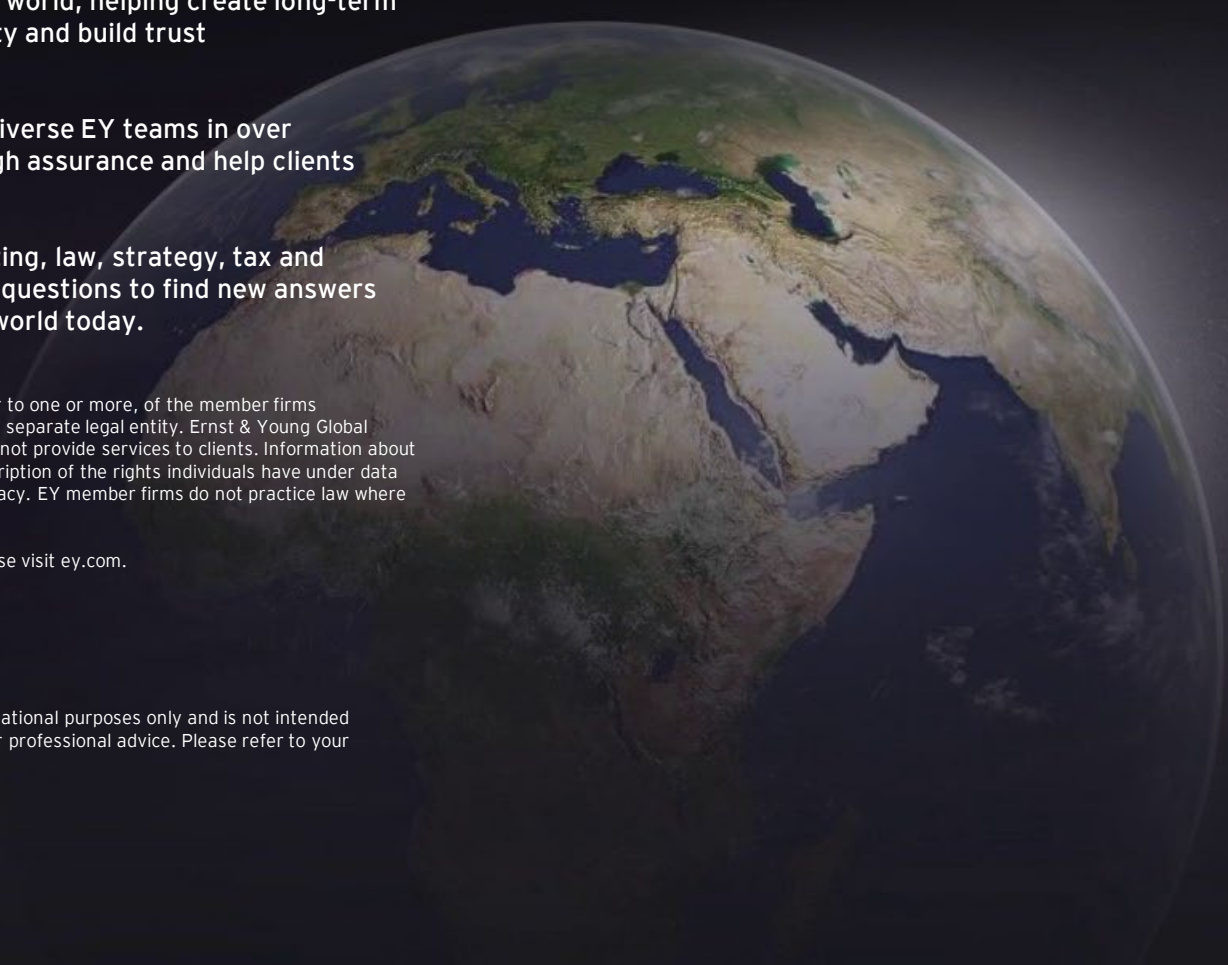 world, helping create long-term
ty and build trust
iverse EY teams in over
gh assurance and help clients
ting, law, strategy, tax and
questions to find new answers
world today.
r to one or more, of the member firms
separate legal entity. Ernst & Young Global
not provide services to clients. Information about
ription of the rights individuals have under data
acy. EY member firms do not practice law where
se visit ey.com.
ational purposes only and is not intended
r professional advice. Please refer to your